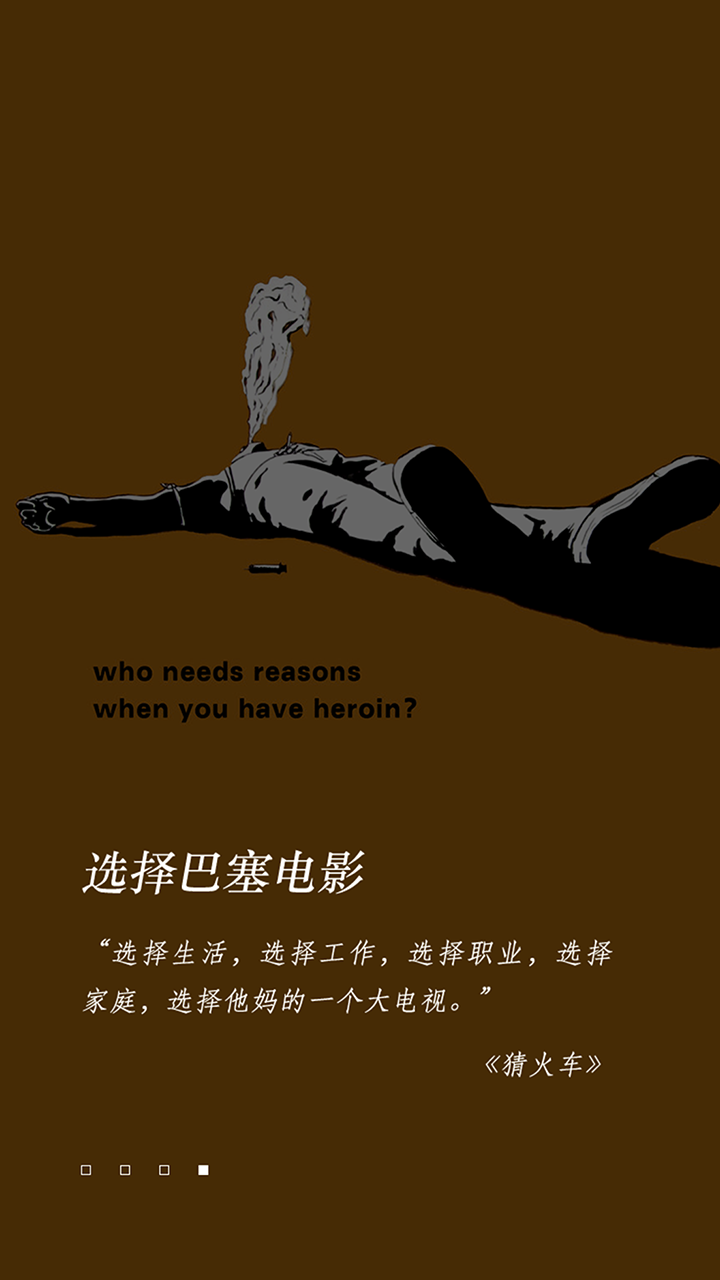 who needs reasons
when you have heroin?
选择巴塞电影
“选择生活，选择工作，选择职业，选择
家庭，选择他妈的一个大电视。”
《猜火车》